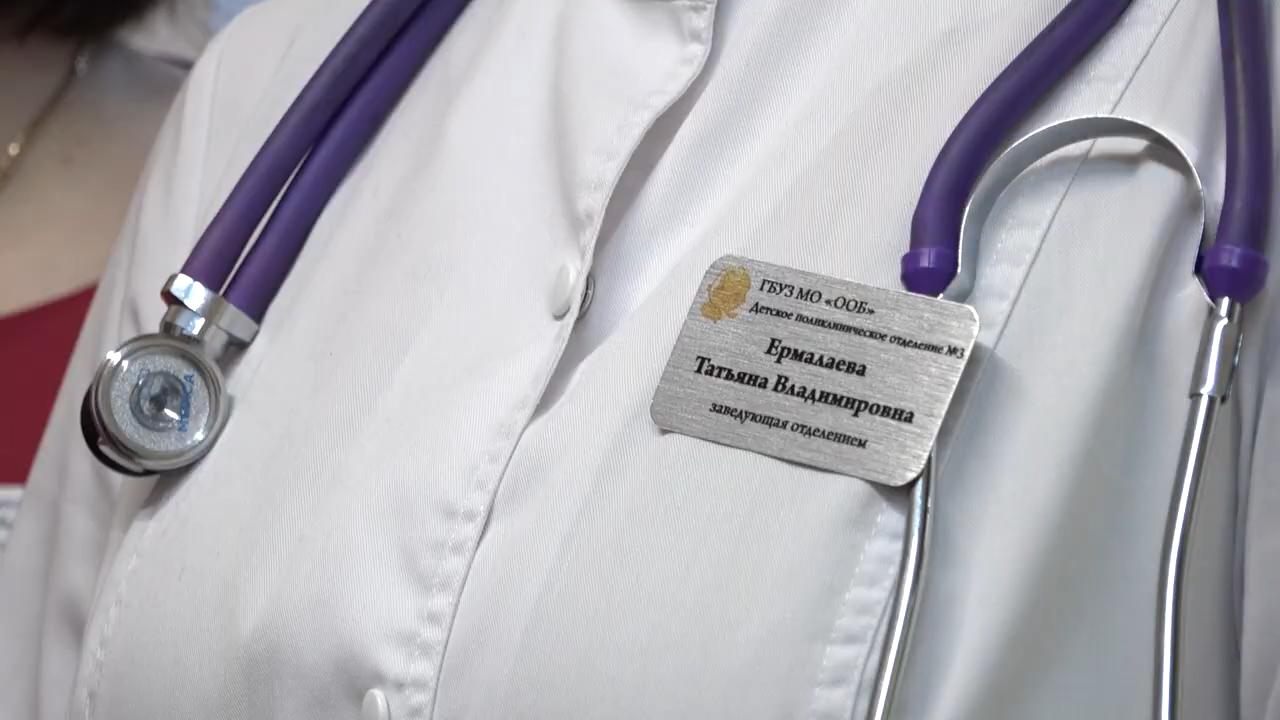 ГБУЗ МО «ООБ»
Детское поликлиническое отделение №3
Ермалаева
Татьяна Владимировна
заведующая отделением